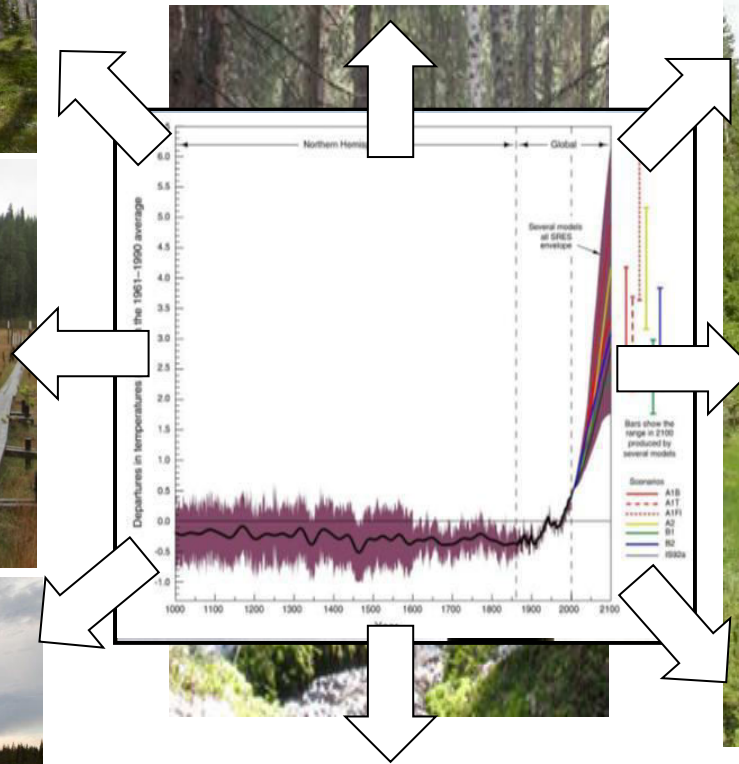 Northern Hemis
Global
6.0
5.5
5.0
4.5
4.0
3.5
3.0
2.5
2.0
1.5
1.0
0.5
0.0
-0.5
-1.0
Departures in temperatures
the 1961–1990 average
Several models
all SRES
envelope
1000 1100 1200 1300 1400 1500 1600 1700 1800 1900 2000 2100
Bars show the
range in 2100
produced by
several models
Scenarios
A1B
A1T
A1FI
A2
B1
B2
IS92a